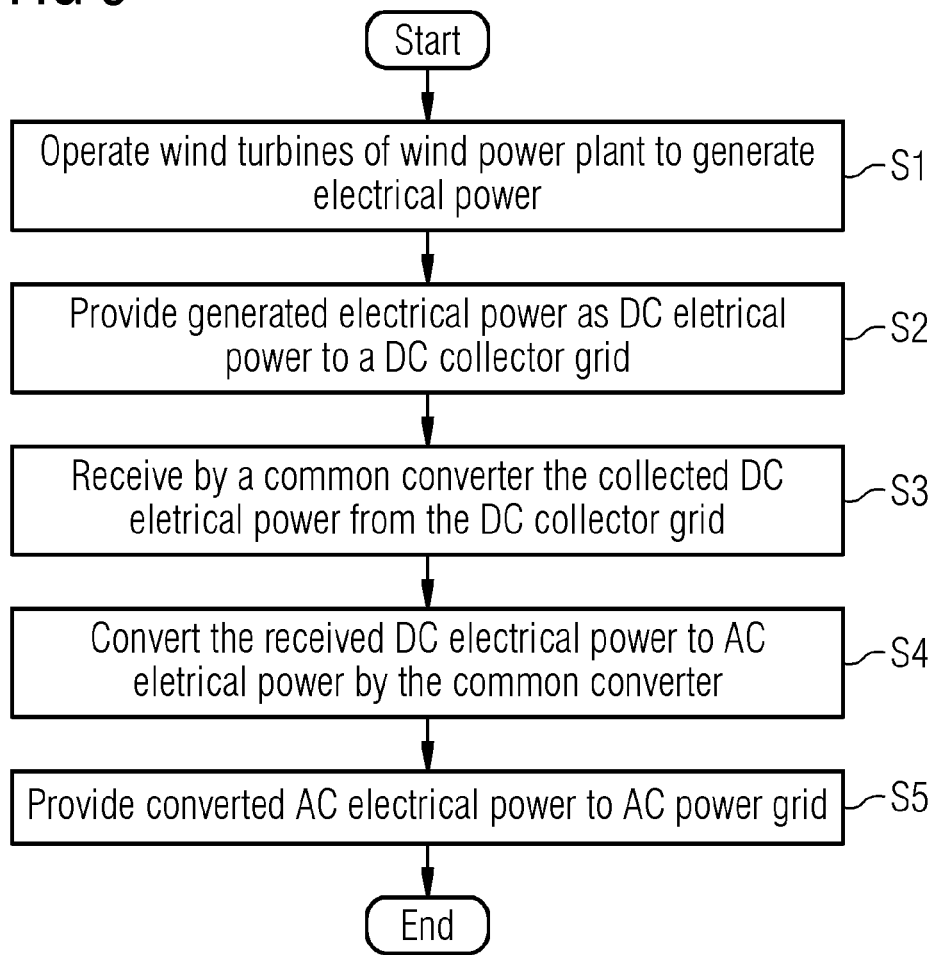 Start
Operate wind turbines of wind power plant to generate
electrical power
S1
Provide generated electrical power as DC eletrical
power to a DC collector grid
S2
Receive by a common converter the collected DC
eletrical power from the DC collector grid
S3
Convert the received DC electrical power to AC
eletrical power by the common converter
S4
Provide converted AC electrical power to AC power grid
S5
End